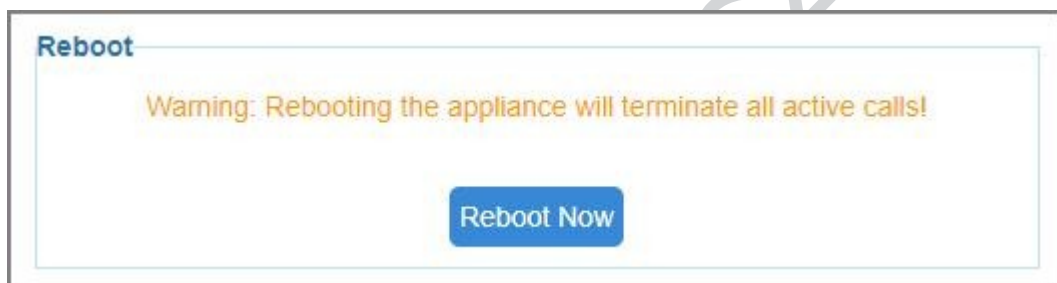 Reboot
Warning: Rebooting the appliance will terminate all active calls!
Reboot Now